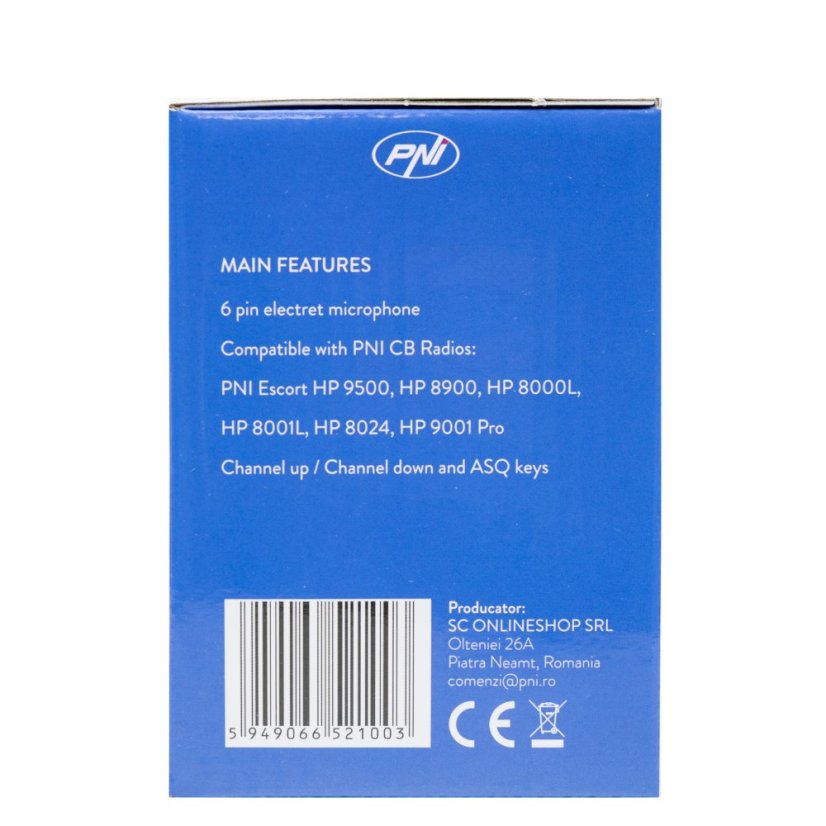 PNI
MAIN FEATURES
6 pin electret microphone
Compatible with PNI CB Radios:
PNI Escort HP 9500, HP 8900, HP 8000L,
HP 8001L, HP 8024, HP 9001 Pro
Channel up / Channel down and ASQ keys
5 949066 521003
Producator:
SC ONLINESHOP SRL
Olteniei 26A
Piatra Neamt, Romania
comenzi@pni.ro
CE